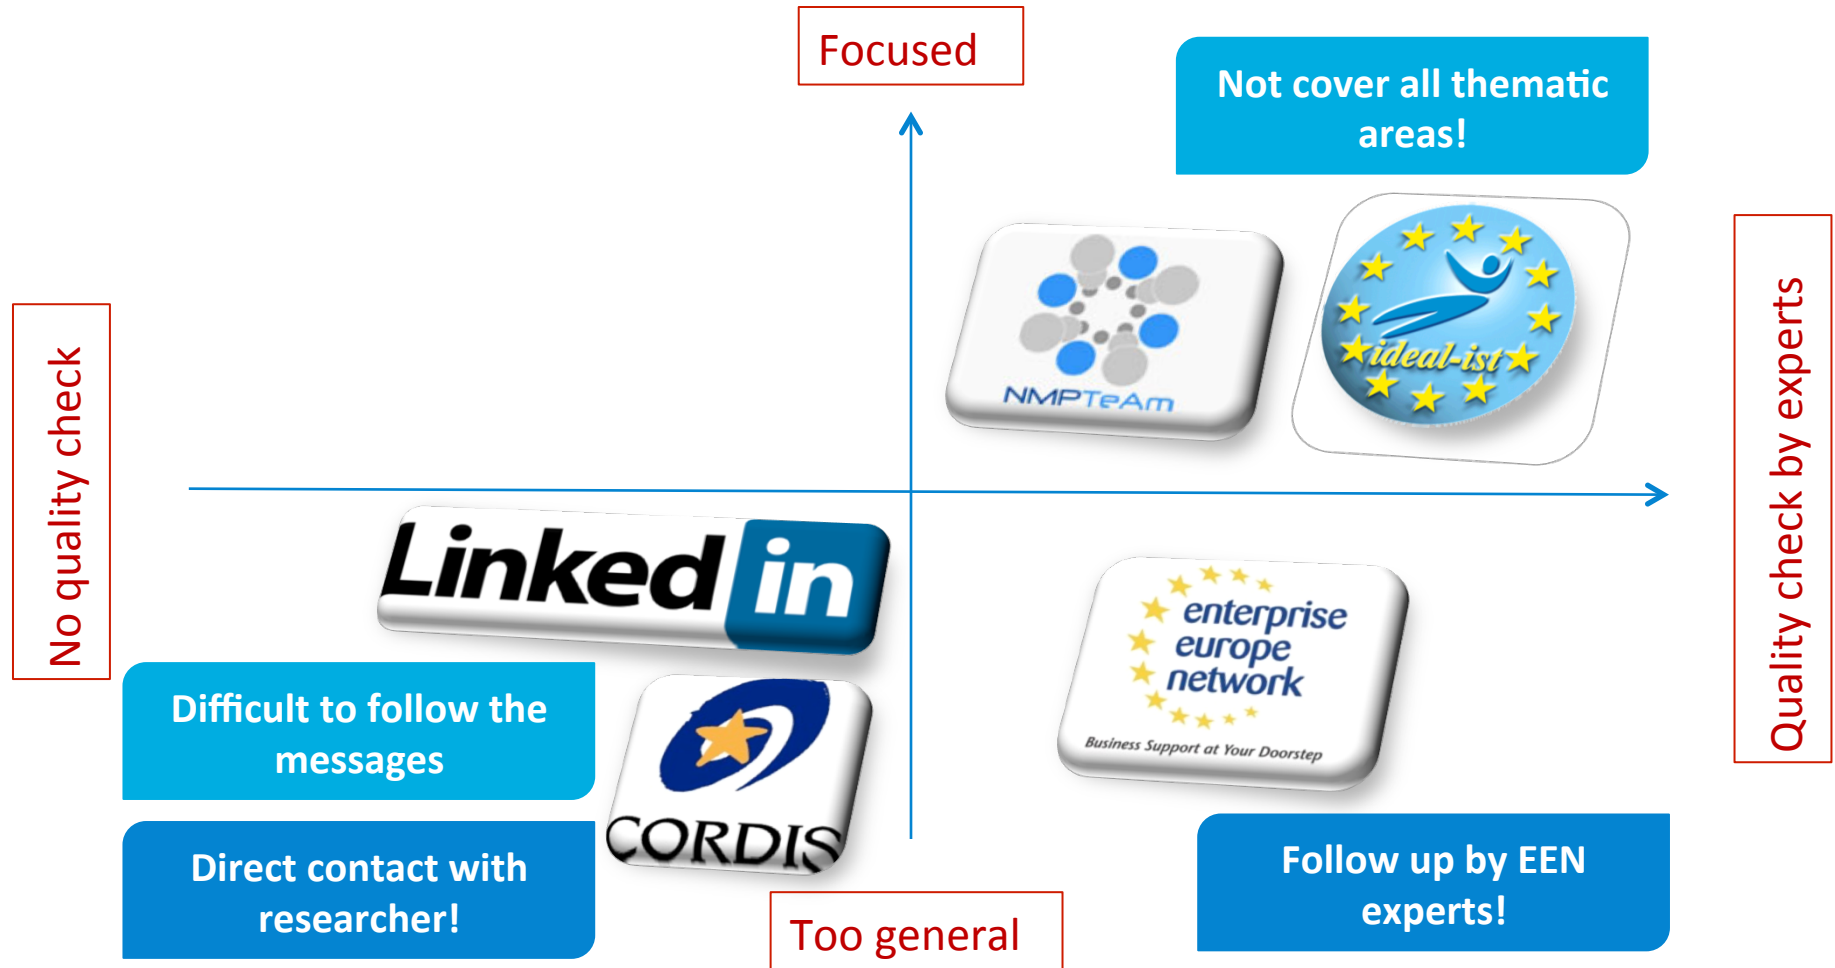 Focused
Not cover all thematic
areas!
NMPTeAm
ideal-ist
No quality check
Quality check by experts
Linked in
enterprise
europe
network
Business Support at Your Doorstep
Difficult to follow the
messages
CORDIS
Direct contact with
researcher!
Follow up by EEN
experts!
Too general